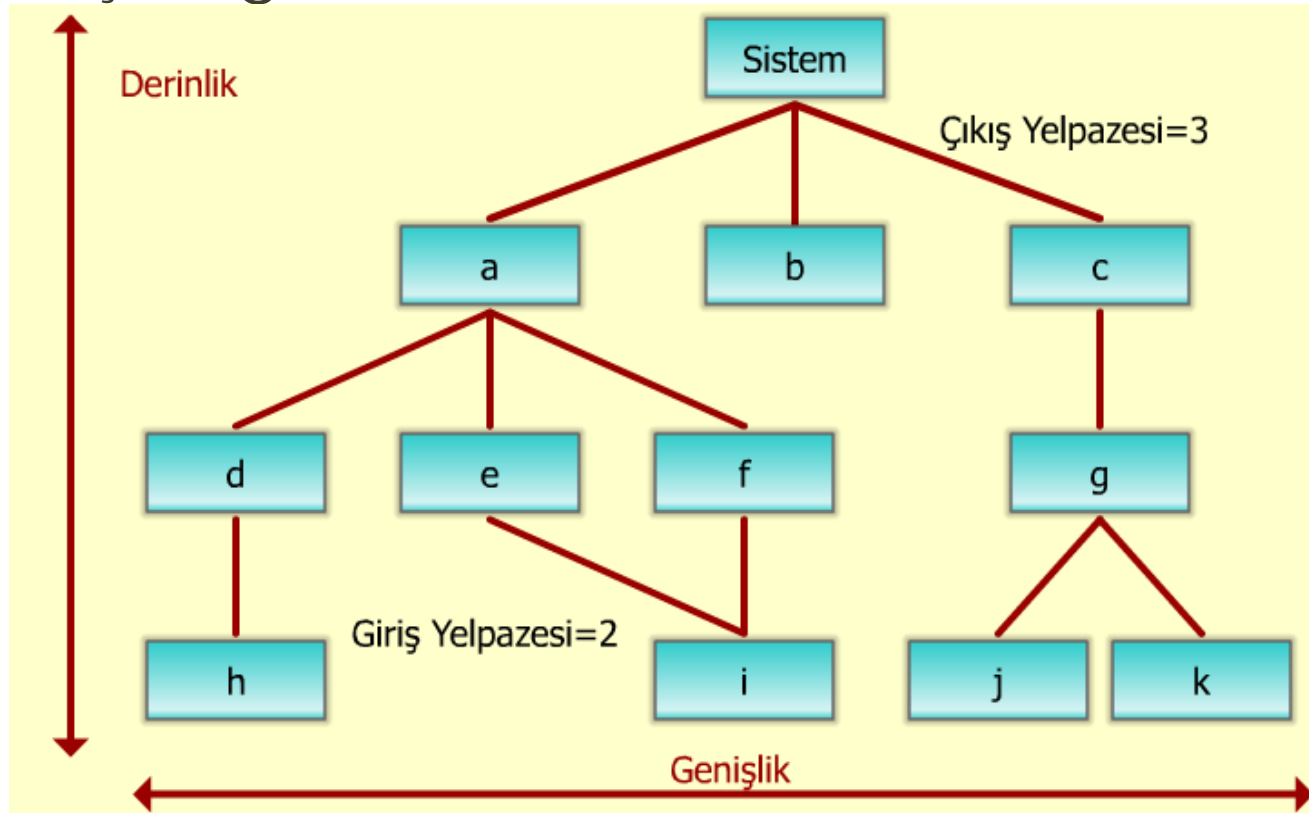 Sistem
Derinlik
Çıkış Yelpazesi=3
a
b
c
d
e
f
g
Giriş Yelpazesi=2
h
i
j
k
Genişlik